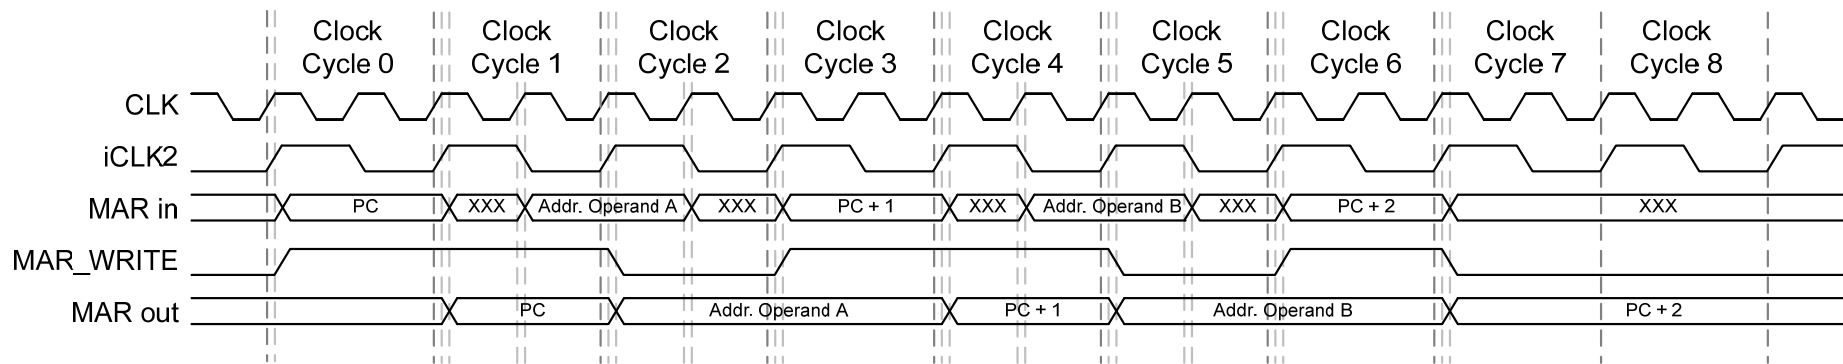 Clock Cycle 0
Clock Cycle 1
Clock Cycle 2
Clock Cycle 3
Clock Cycle 4
Clock Cycle 5
Clock Cycle 6
Clock Cycle 7
Clock Cycle 8
CLK
iCLK2
MAR in
PC
XXX
Addr. Operand A
XXX
PC + 1
XXX
Addr. Operand B
XXX
PC + 2
XXX
MAR_WRITE
MAR out
PC
Addr. Operand A
PC + 1
Addr. Operand B
PC + 2